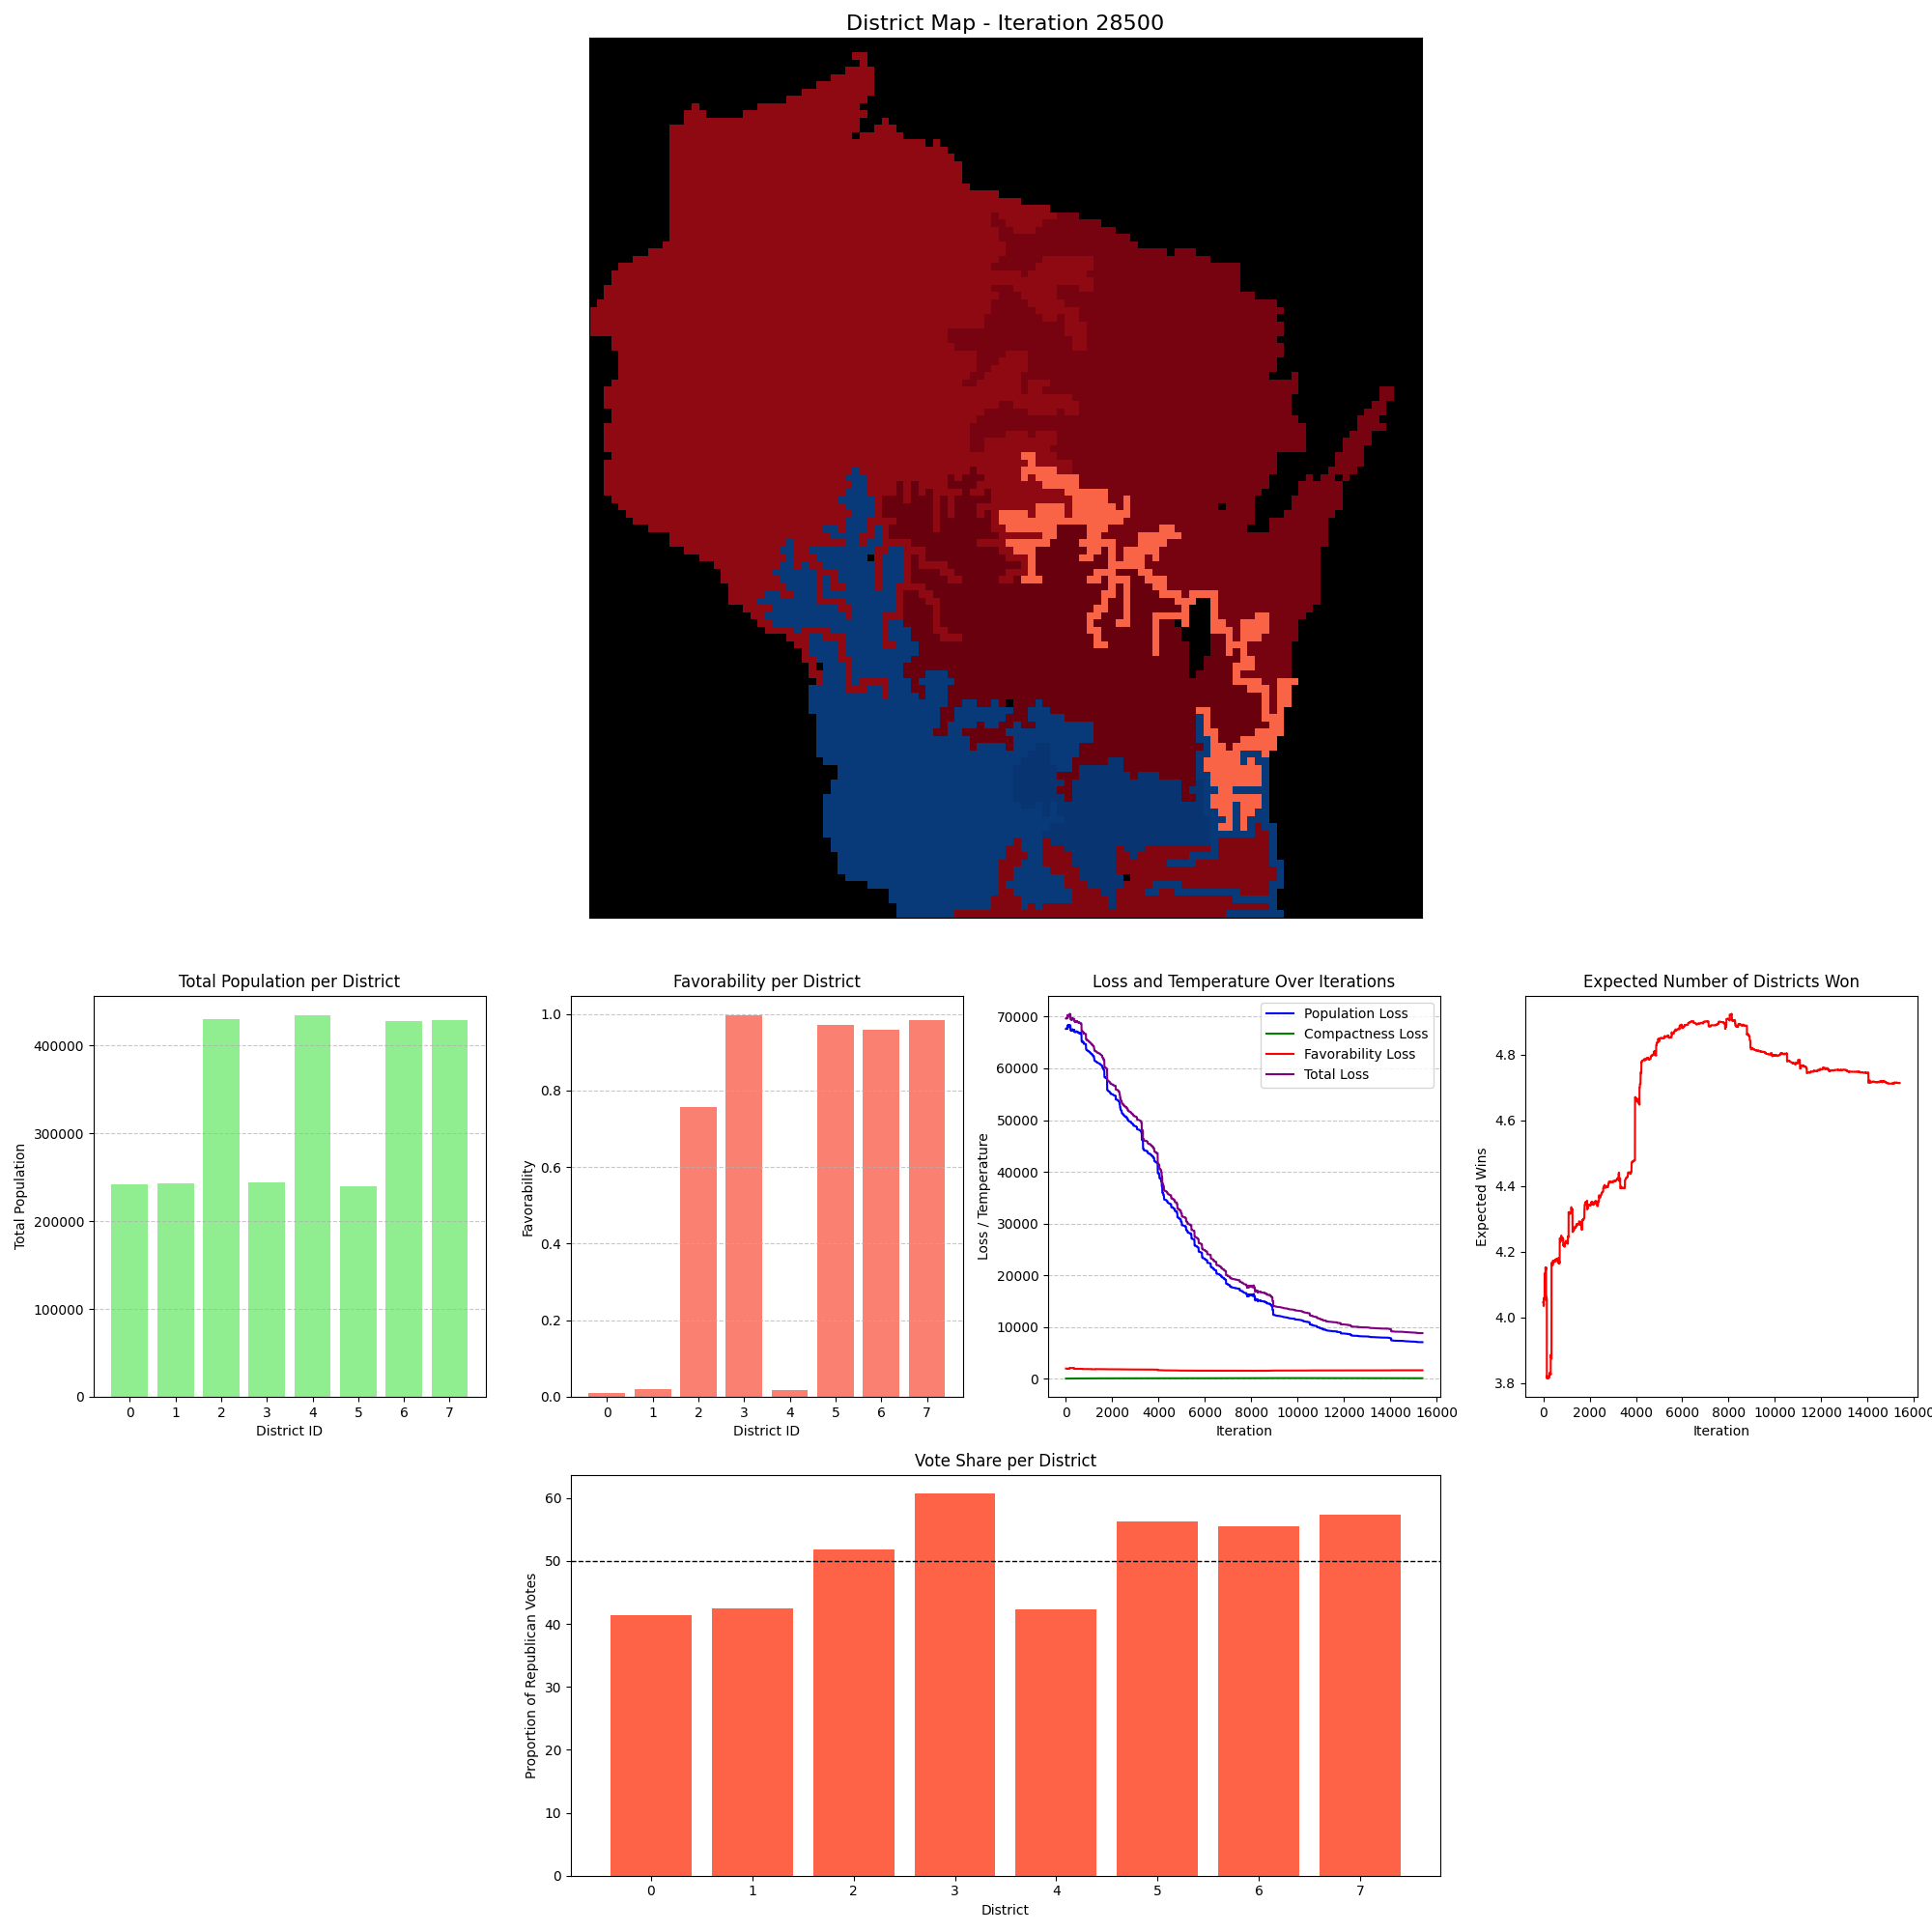 District Map - Iteration 28500
Total Population per District
Total Population
400000
300000
200000
100000
0
0 1 2 3 4 5 6 7
District ID
Favorability per District
Favorability
1.0
0.8
0.6
0.4
0.2
0.0
0 1 2 3 4 5 6 7
District ID
Loss and Temperature Over Iterations
Loss / Temperature
70000
60000
50000
40000
30000
20000
10000
0
Population Loss
Compactness Loss
Favorability Loss
Total Loss
0 2000 4000 6000 8000 10000 12000 14000 16000
Iteration
Expected Number of Districts Won
Expected Wins
4.8
4.6
4.4
4.2
4.0
3.8
0 2000 4000 6000 8000 10000 12000 14000 16000
Iteration
Vote Share per District
Proportion of Republican Votes
60
50
40
30
20
10
0
0 1 2 3 4 5 6 7
District